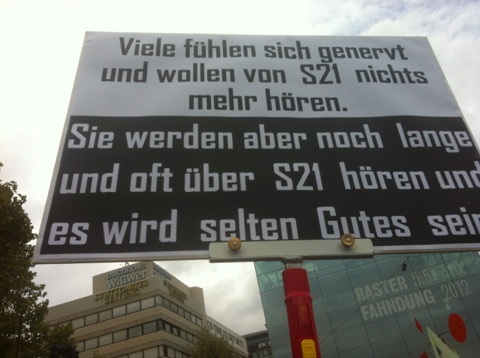 Viele fühlen sich genervt
und wollen von S21 nichts
mehr hören.
Sie werden aber noch lange
und oft über S21 hören und
es wird selten Gutes sein
Wittwer
RASTER
FAHNDUNG 2012